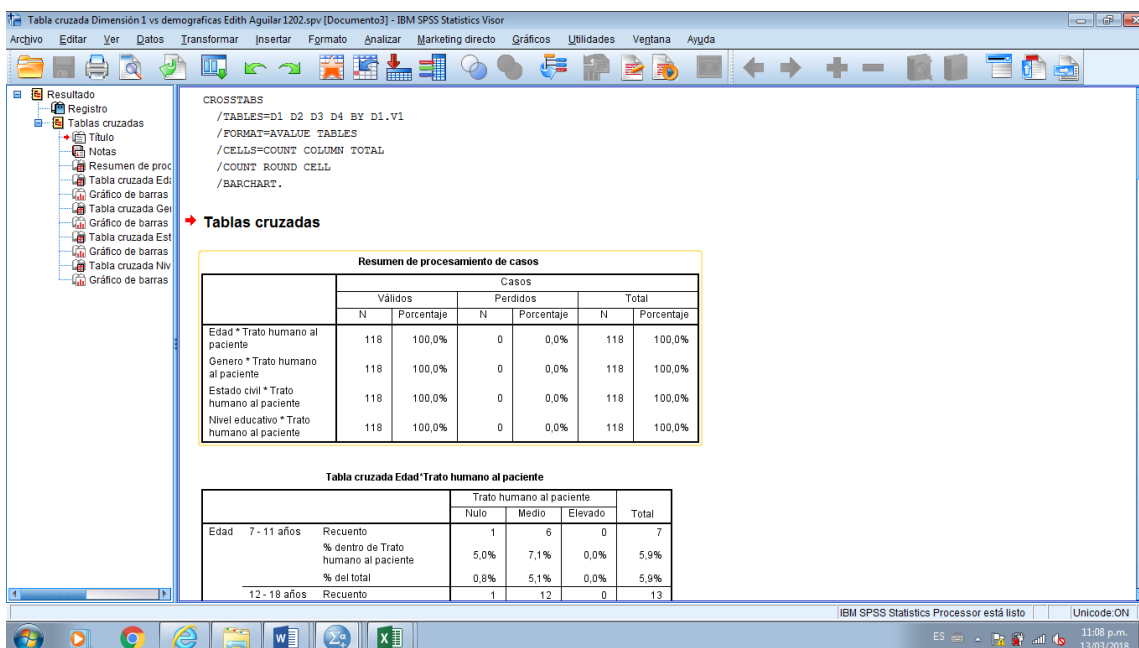 Tabla cruzada Dimensión 1 vs demograficas Edith Aguilar 1202.spv [Documento3] - IBM SPSS Statistics Visor
Archivo Editar Ver Datos Transformar Insertar Formato Analizar Marketing directo Gráficos Utilidades Ventana Ayuda
Resultado
Registro
Tablas cruzadas
Título
Notas
Resumen de proc
Tabla cruzada Eda
Gráfico de barras
Tabla cruzada Gei
Gráfico de barras
Tabla cruzada Est
Gráfico de barras
Tabla cruzada Niv
Gráfico de barras
CROSSTABS
/TABLES=D1 D2 D3 D4 BY D1.V1
/FORMAT=AVALUE TABLES
/CELLS=COUNT COLUMN TOTAL
/COUNT ROUND CELL
/BARCHART.
Tablas cruzadas
Resumen de procesamiento de casos
Casos
Válidos Perdidos Total
N Porcentaje N Porcentaje N Porcentaje
Edad * Trato humano al
paciente 118 100,0% 0 0,0% 118 100,0%
Genero * Trato humano
al paciente 118 100,0% 0 0,0% 118 100,0%
Estado civil * Trato
humano al paciente 118 100,0% 0 0,0% 118 100,0%
Nivel educativo * Trato
humano al paciente 118 100,0% 0 0,0% 118 100,0%
Tabla cruzada Edad*Trato humano al paciente
Trato humano al paciente
Nulo Medio Elevado Total
Edad 7 - 11 años Recuento 1 6 0 7
% dentro de Trato
humano al paciente 5,0% 7,1% 0,0% 5,9%
% del total 0,8% 5,1% 0,0% 5,9%
12 - 18 años Recuento 1 12 0 13
IBM SPSS Statistics Processor está listo Unicode:ON
ES 11:08 p.m.
13/03/2018